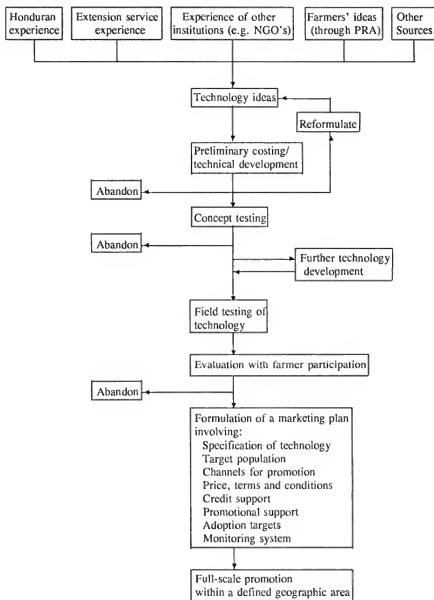 Honduran
experience
Extension service
experience
Experience of other
institutions (e.g. NGO's)
Farmers' ideas
(through PRA)
Other
Sources
Technology ideas
Reformulate
Preliminary costing/
technical development
Abandon
Concept testing
Abandon
Further technology
development
Field testing of
technology
Evaluation with farmer participation
Abandon
Formulation of a marketing plan
involving:
Specification of technology
Target population
Channels for promotion
Price, terms and conditions
Credit support
Promotional support
Adoption targets
Monitoring system
Full-scale promotion
within a defined geographic area